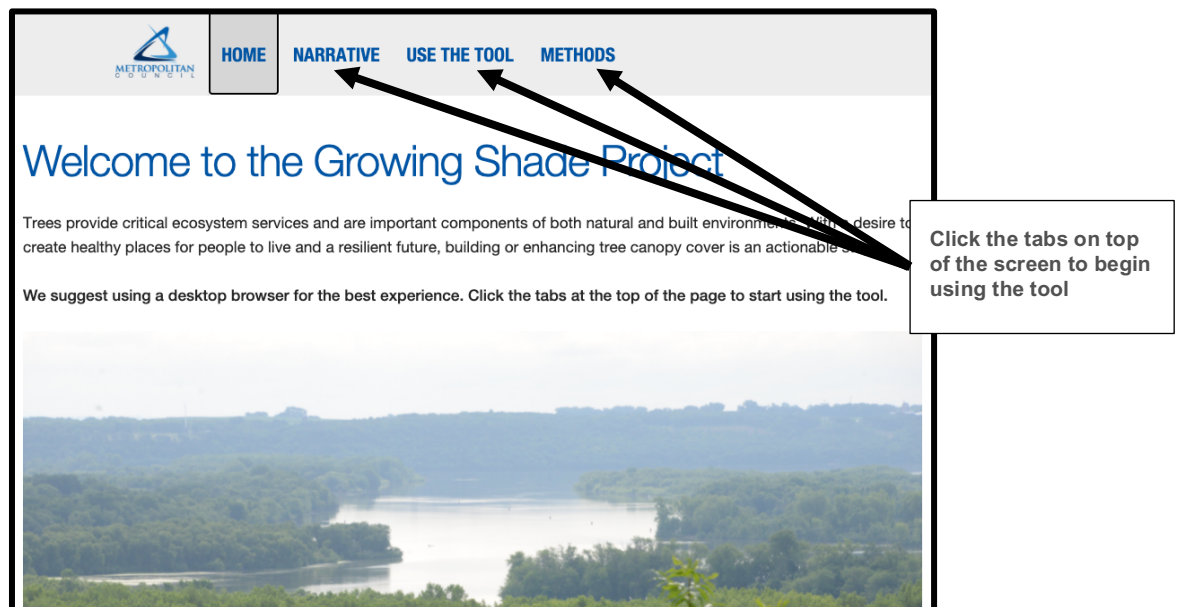 METROPOLITAN
COUNCIL
HOME NARRATIVE USE THE TOOL METHODS
Welcome to the Growing Shade Project
Trees provide critical ecosystem services and are important components of both natural and built environments. With a desire to
create healthy places for people to live and a resilient future, building or enhancing tree canopy cover is an actionable
We suggest using a desktop browser for the best experience. Click the tabs at the top of the page to start using the tool.
Click the tabs on top
of the screen to begin
using the tool